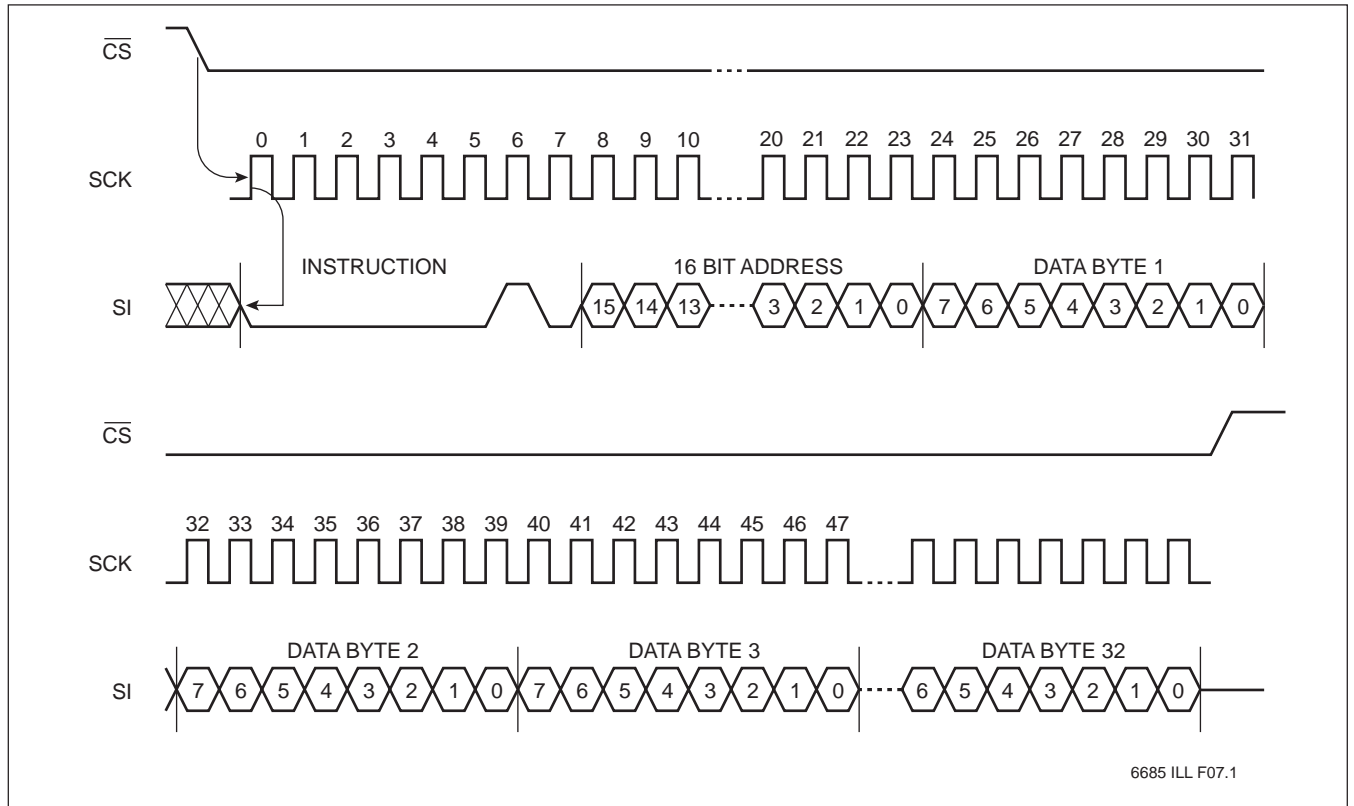 CS
0 1 2 3 4 5 6 7 8 9 10 20 21 22 23 24 25 26 27 28 29 30 31
SCK
INSTRUCTION 16 BIT ADDRESS DATA BYTE 1
SI 15 14 13 3 2 1 0 7 6 5 4 3 2 1 0
CS
32 33 34 35 36 37 38 39 40 41 42 43 44 45 46 47
SCK
DATA BYTE 2 DATA BYTE 3 DATA BYTE 32
SI 7 6 5 4 3 2 1 0 7 6 5 4 3 2 1 0 6 5 4 3 2 1 0
6685 ILL F07.1